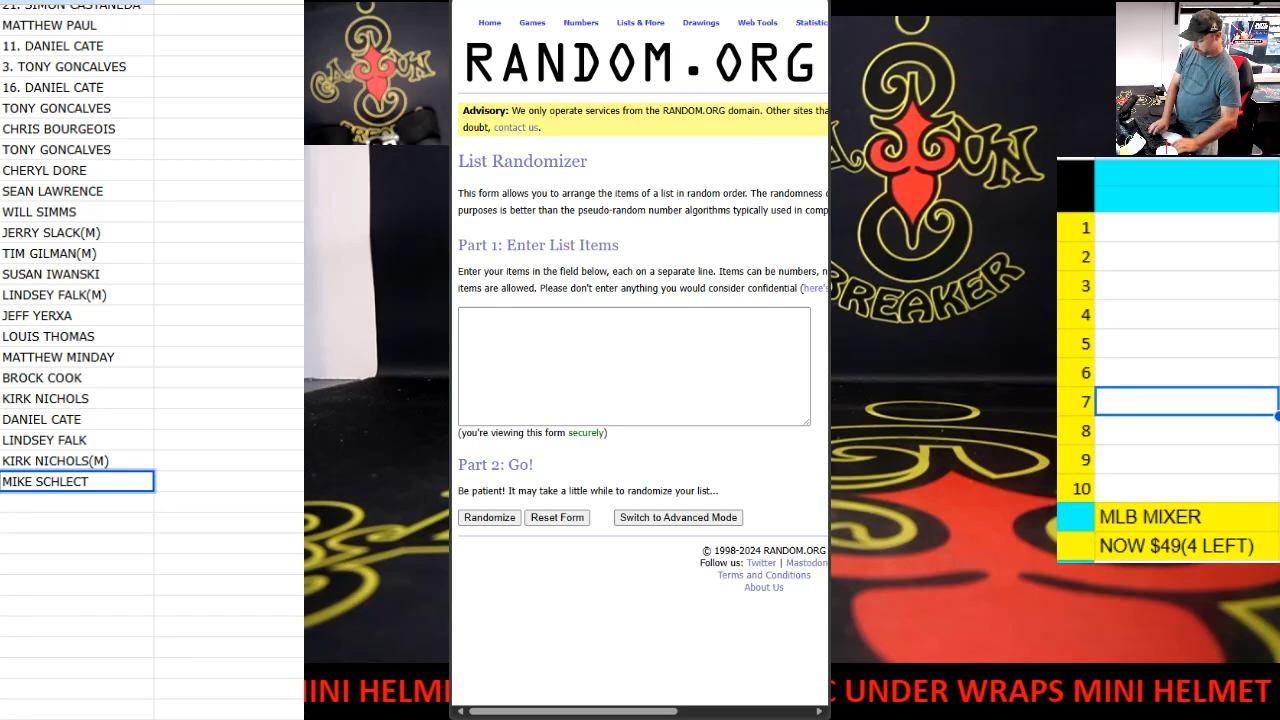 21. SIMON CASTANEDA
MATTHEW PAUL
11. DANIEL CATE
3. TONY GONCALVES
16. DANIEL CATE
TONY GONCALVES
CHRIS BOURGEOIS
TONY GONCALVES
CHERYL DORE
SEAN LAWRENCE
WILL SIMMS
JERRY SLACK(M)
TIM GILMAN(M)
SUSAN IWANSKI
LINDSEY FALK(M)
JEFF YERXA
LOUIS THOMAS
MATTHEW MINDAY
BROCK COOK
KIRK NICHOLS
DANIEL CATE
LINDSEY FALK
KIRK NICHOLS(M)
MIKE SCHLECT
Home Games Numbers Lists & More Drawings Web Tools Statistic
RANDOM.ORG
Advisory: We only operate services from the RANDOM.ORG domain. Other sites tha
doubt, contact us.
List Randomizer
This form allows you to arrange the items of a list in random order. The randomness
purposes is better than the pseudo-random number algorithms typically used in comp
Part 1: Enter List Items
Enter your items in the field below, each on a separate line. Items can be numbers, n
items are allowed. Please don't enter anything you would consider confidential (here's
(you're viewing this form securely)
Part 2: Go!
Be patient! It may take a little while to randomize your list...
Randomize Reset Form Switch to Advanced Mode
© 1998-2024 RANDOM.ORG
Follow us: Twitter | Mastodon
Terms and Conditions
About Us
BREAKER
1
2
3
4
5
6
7
8
9
10
MLB MIXER
NOW $49(4 LEFT)
INI HELM
C UNDER WRAPS MINI HELMET